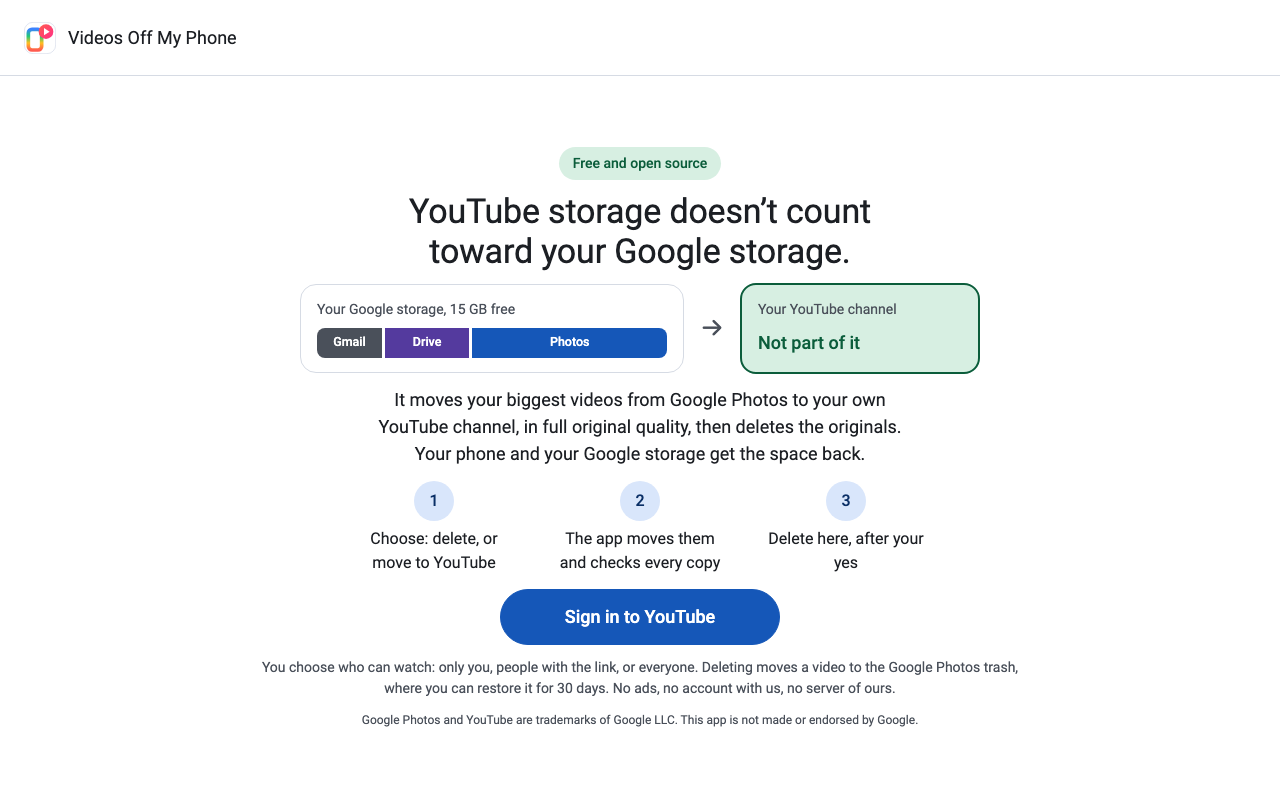 Videos Off My Phone
Free and open source
YouTube storage doesn’t count
toward your Google storage.
Your Google storage, 15 GB free
Gmail
Drive
Photos
Your YouTube channel
Not part of it
It moves your biggest videos from Google Photos to your own
YouTube channel, in full original quality, then deletes the originals.
Your phone and your Google storage get the space back.
1
Choose: delete, or
move to YouTube
2
The app moves them
and checks every copy
3
Delete here, after your
yes
Sign in to YouTube
You choose who can watch: only you, people with the link, or everyone. Deleting moves a video to the Google Photos trash,
where you can restore it for 30 days. No ads, no account with us, no server of ours.
Google Photos and YouTube are trademarks of Google LLC. This app is not made or endorsed by Google.